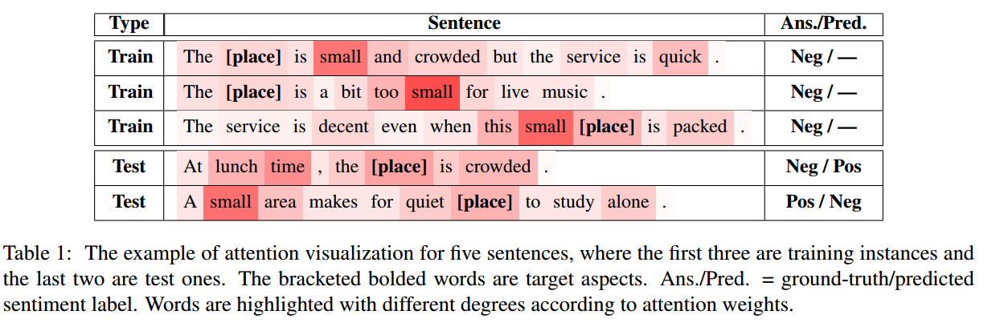 Type Sentence Ans./Pred.
Train The [place] is small and crowded but the service is quick . Neg / —
Train The [place] is a bit too small for live music . Neg / —
Train The service is decent even when this small [place] is packed . Neg / —
Test At lunch time , the [place] is crowded . Neg / Pos
Test A small area makes for quiet [place] to study alone . Pos / Neg
Table 1: The example of attention visualization for five sentences, where the first three are training instances and
the last two are test ones. The bracketed bolded words are target aspects. Ans./Pred. = ground-truth/predicted
sentiment label. Words are highlighted with different degrees according to attention weights.